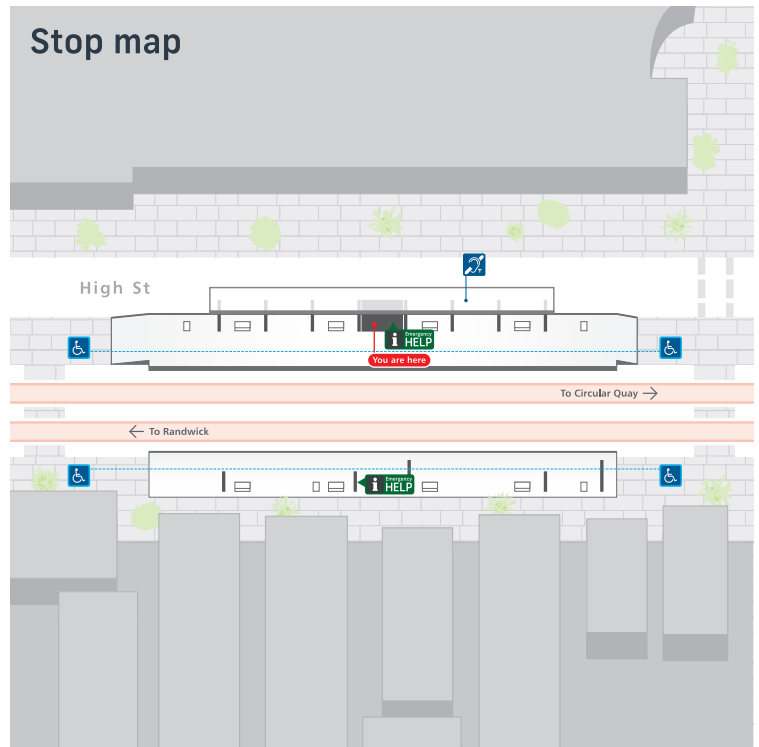 Stop map
T
High St
Emergency
i HELP
You are here
To Circular Quay →
← To Randwick
Emergency
i HELP